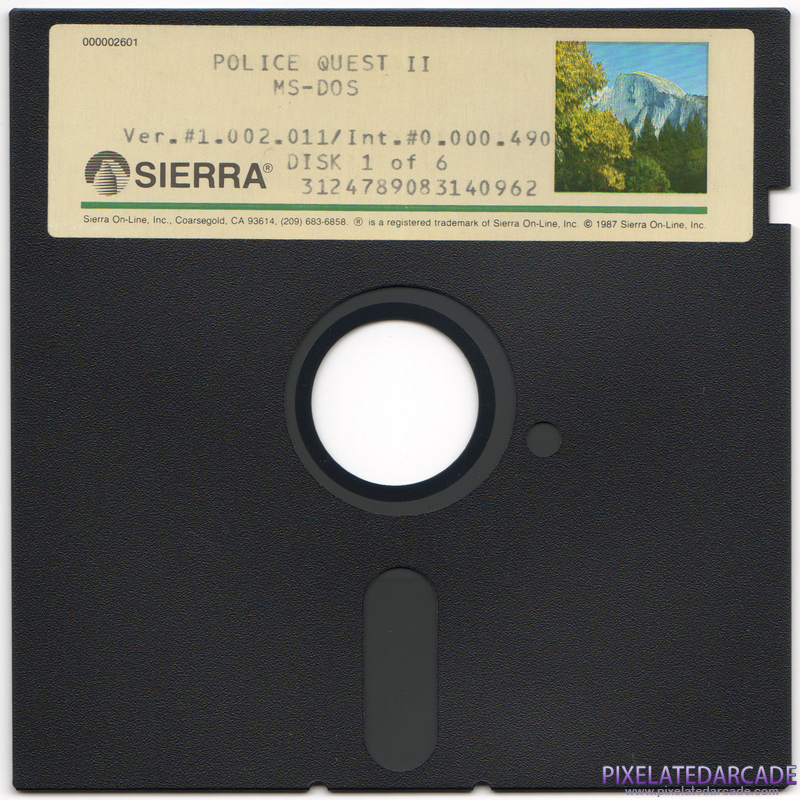 000002601
POLICE QUEST II
MS-DOS
Ver.#1.002.011/Int.#0.000.490
DISK 1 of 6
SIERRA®
3124789083140962
Sierra On-Line, Inc., Coarsegold, CA 93614, (209) 683-6858. ® is a registered trademark of Sierra On-Line, Inc. © 1987 Sierra On-Line, Inc.
PIXELATEDARCADE
www.pixelatedarcade.com